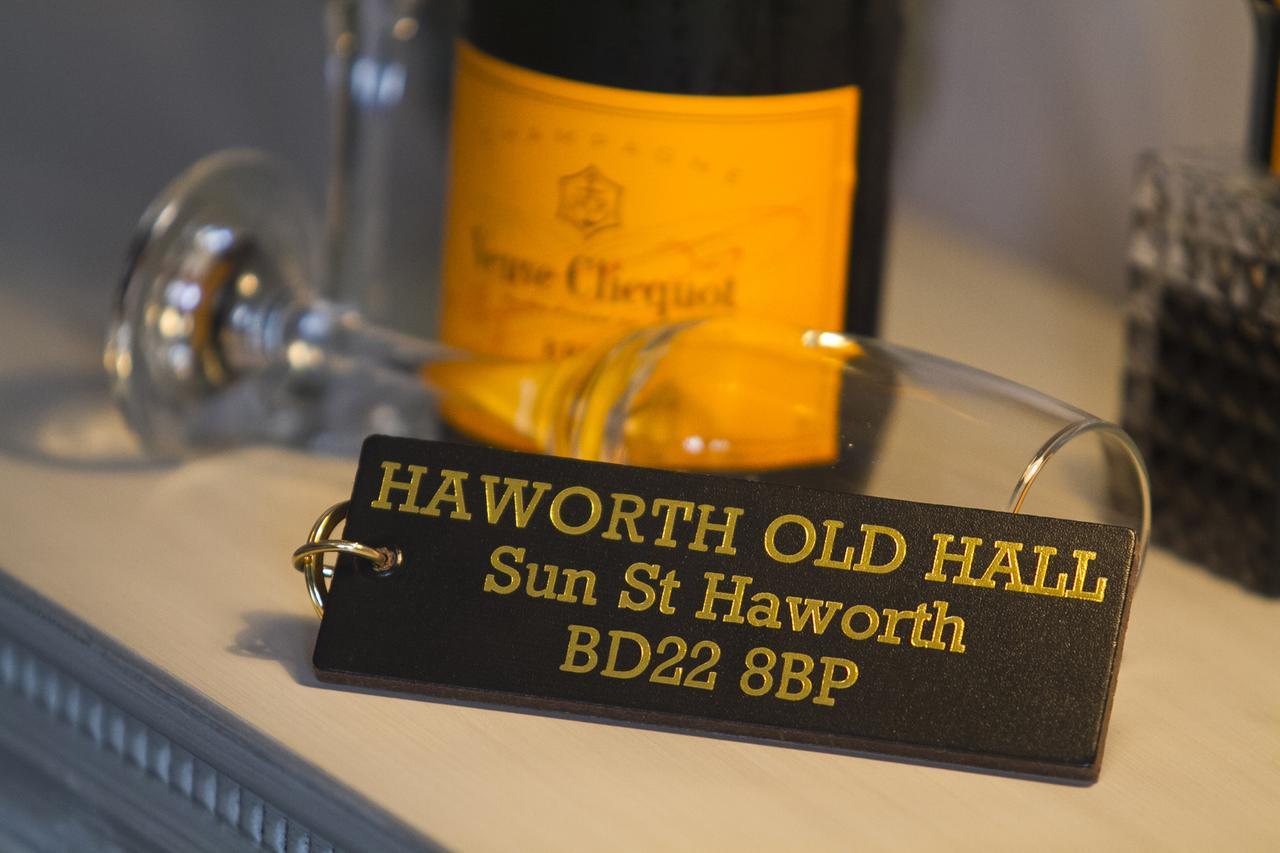 CHAMPAGNE
Veuve Clicquot
HAWORTH OLD HALL
Sun St Haworth
BD22 8BP